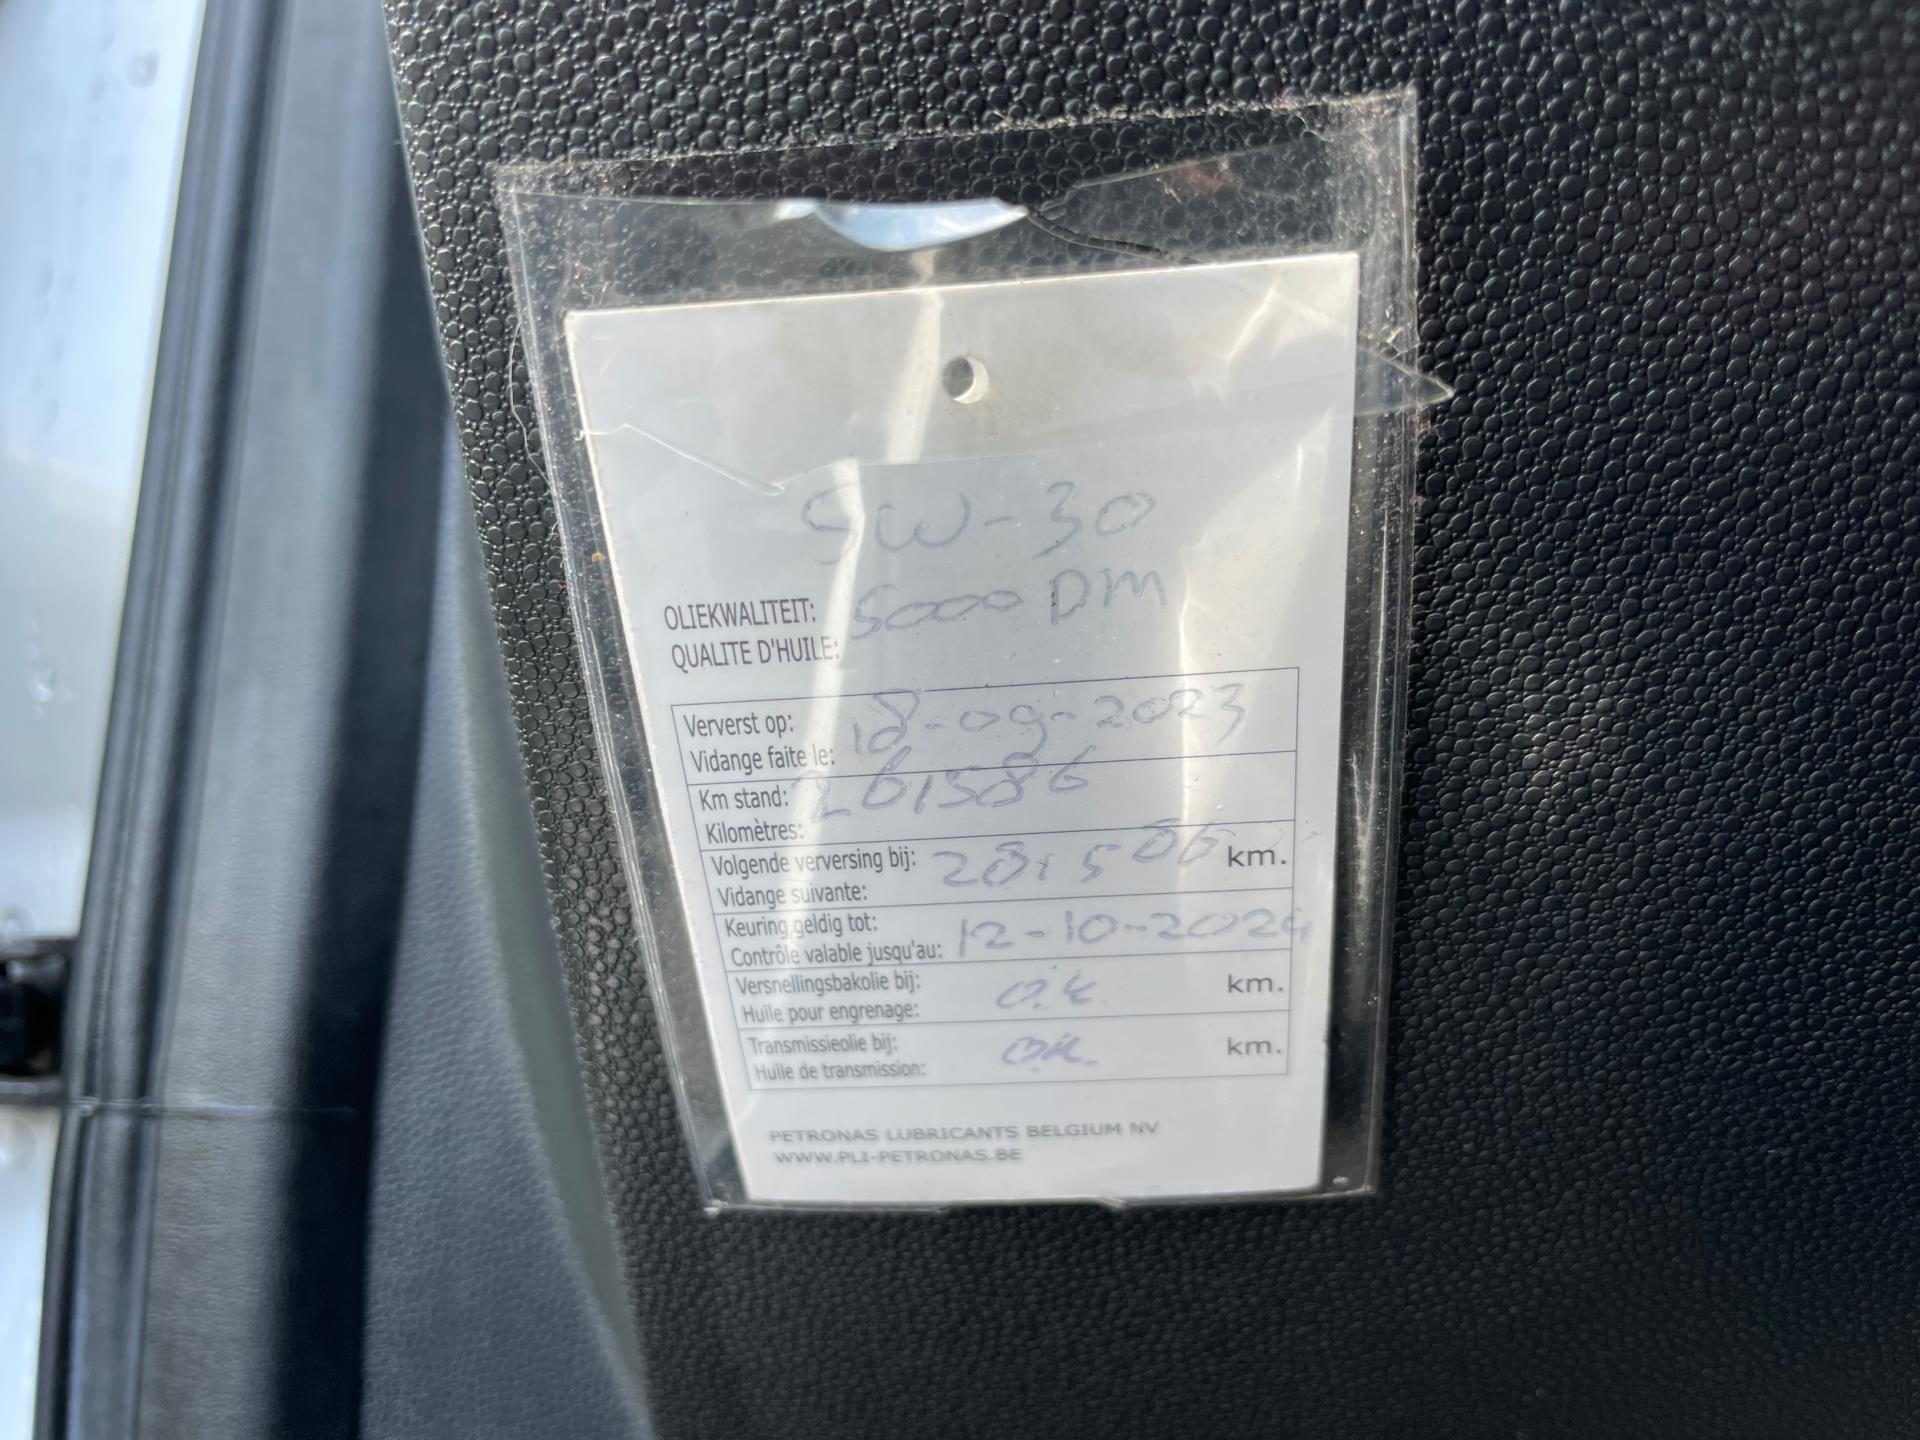 5W-30
OLIEKWALITEIT: 5000 DM
QUALITE D'HUILE:
Ververst op: 18-09-2023
Vidange faite le:
Km stand: 261586
Kilomètres:
Volgende verversing bij: 281586 km.
Vidange suivante:
Keuring geldig tot: 12-10-2024
Contrôle valable jusqu'au:
Versnellingsbakolie bij: O.K. km.
Huile pour engrenage:
Transmissieolie bij: OK km.
Huile de transmission:
PETRONAS LUBRICANTS BELGIUM NV
WWW.PLI-PETRONAS.BE